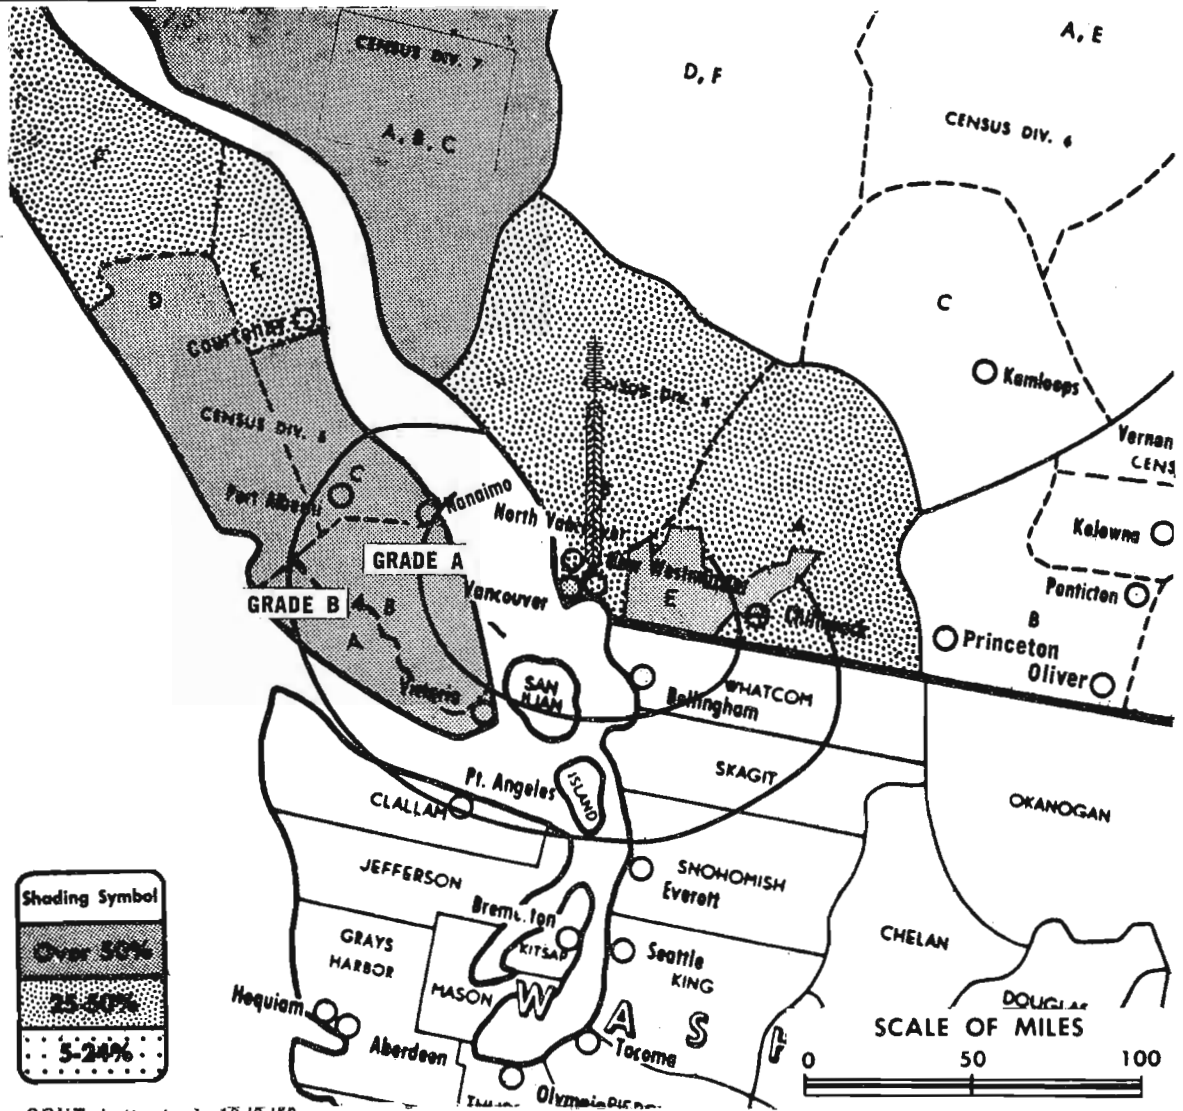 A, E
CENSUS DIV. 7
D, F
A, B, C
CENSUS DIV. 6
F
E
D
C
Courtenay
Kamloops
CENSUS DIV. 5
Vernan
CENS
C
Port Alberni
Nanaimo
North Vancouver
A
Kelowna
GRADE A
New Westminster
Penticton
GRADE B
A
B
Vancouver
E
Chilliwack
B
A
Princeton
Victoria
SAN
JUAN
WHATCOM
Oliver
Bellingham
SKAGIT
Pt. Angeles
ISLAND
CLALLAM
OKANOGAN
JEFFERSON
SNOHOMISH
Everett
Shading Symbol
Over 50%
25-50%
5-24%
Bremerton
GRAYS
HARBOR
KITSAP
Seattle
KING
CHELAN
MASON
W A S H
DOUGLAS
Hoquiam
Aberdeen
Tacoma
Olympia
SCALE OF MILES
0 50 100